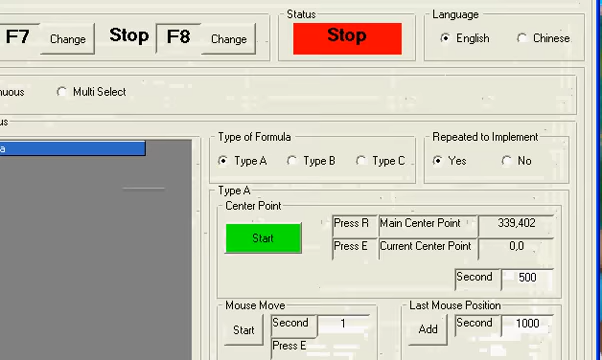 Status
Language
F7 Change Stop F8 Change
Stop
English Chinese
Multi Select
Type of Formula
Repeated to Implement
Type A Type B Type C
Yes No
Type A
Center Point
Start
Press R Main Center Point 339,402
Press E Current Center Point 0,0
Second 500
Mouse Move
Last Mouse Position
Start Second 1
Add Second 1000
Press E